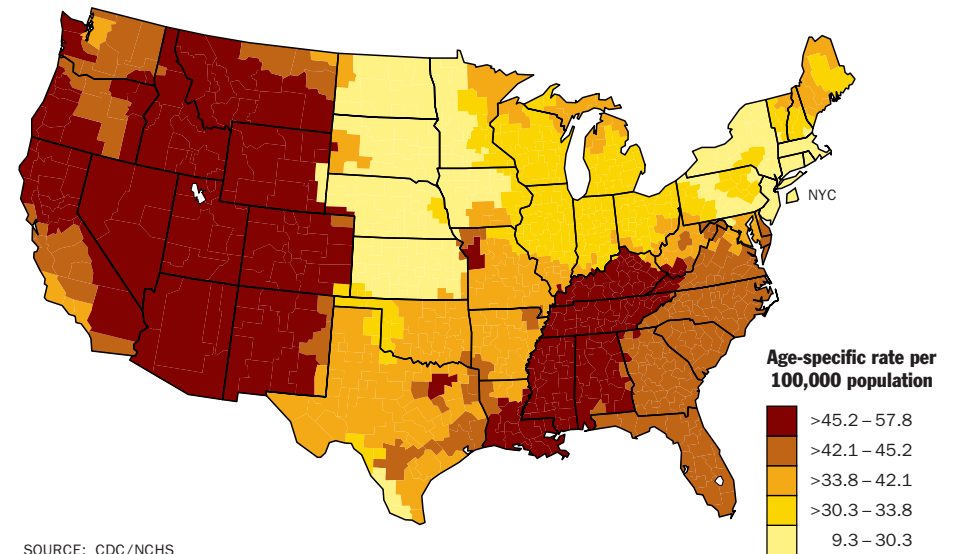 NYC
Age-specific rate per
100,000 population
>45.2 – 57.8
>42.1 – 45.2
>33.8 – 42.1
>30.3 – 33.8
9.3 – 30.3
SOURCE: CDC/NCHS